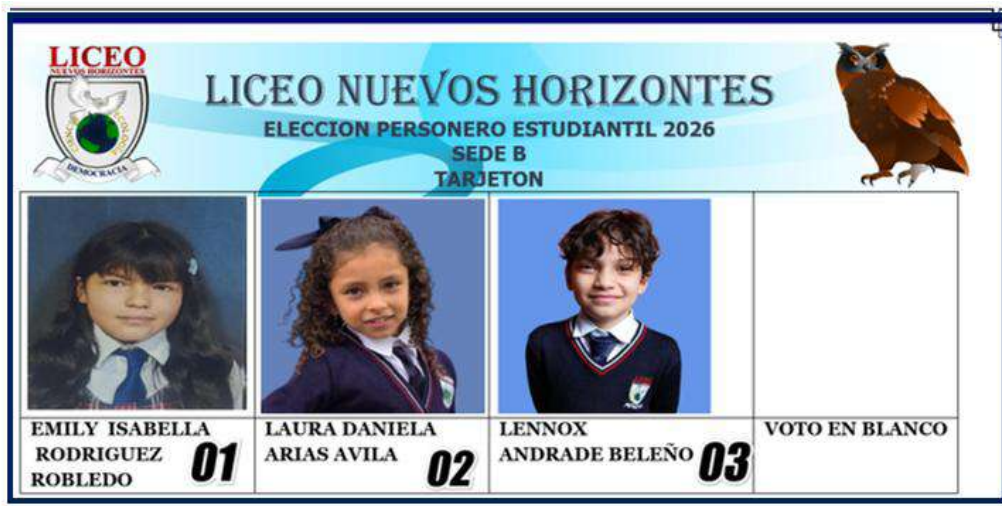 LICEO
NUEVOS HORIZONTES
DEMOCRACIA
LICEO NUEVOS HORIZONTES
ELECCION PERSONERO ESTUDIANTIL 2026
SEDE B
TARJETON
EMILY ISABELLA
RODRIGUEZ
ROBLEDO
01
LAURA DANIELA
ARIAS AVILA
02
LENNOX
ANDRADE BELEÑO
03
VOTO EN BLANCO